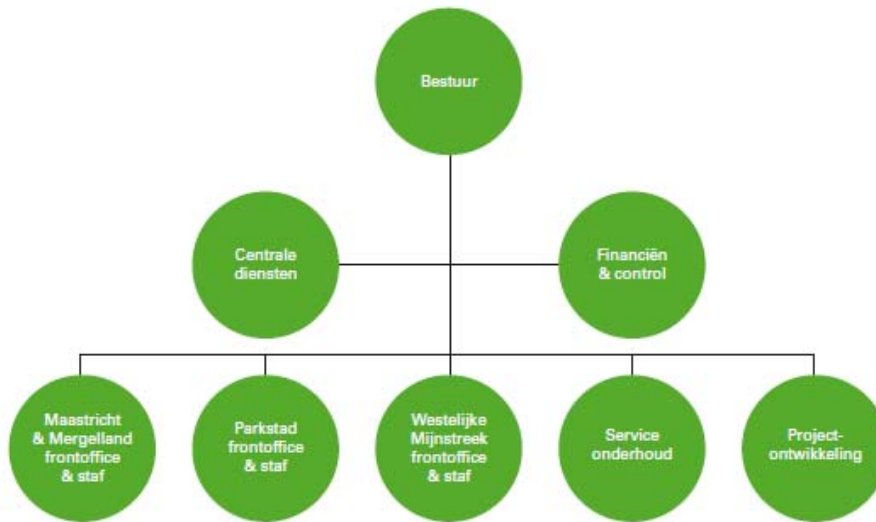 Bestuur
Centrale
diensten
Financiën
& control
Maastricht
& Mergelland
frontoffice
& staf
Parkstad
frontoffice
& staf
Westelijke
Mijnstreek
frontoffice
& staf
Service
onderhoud
Project-
ontwikkeling